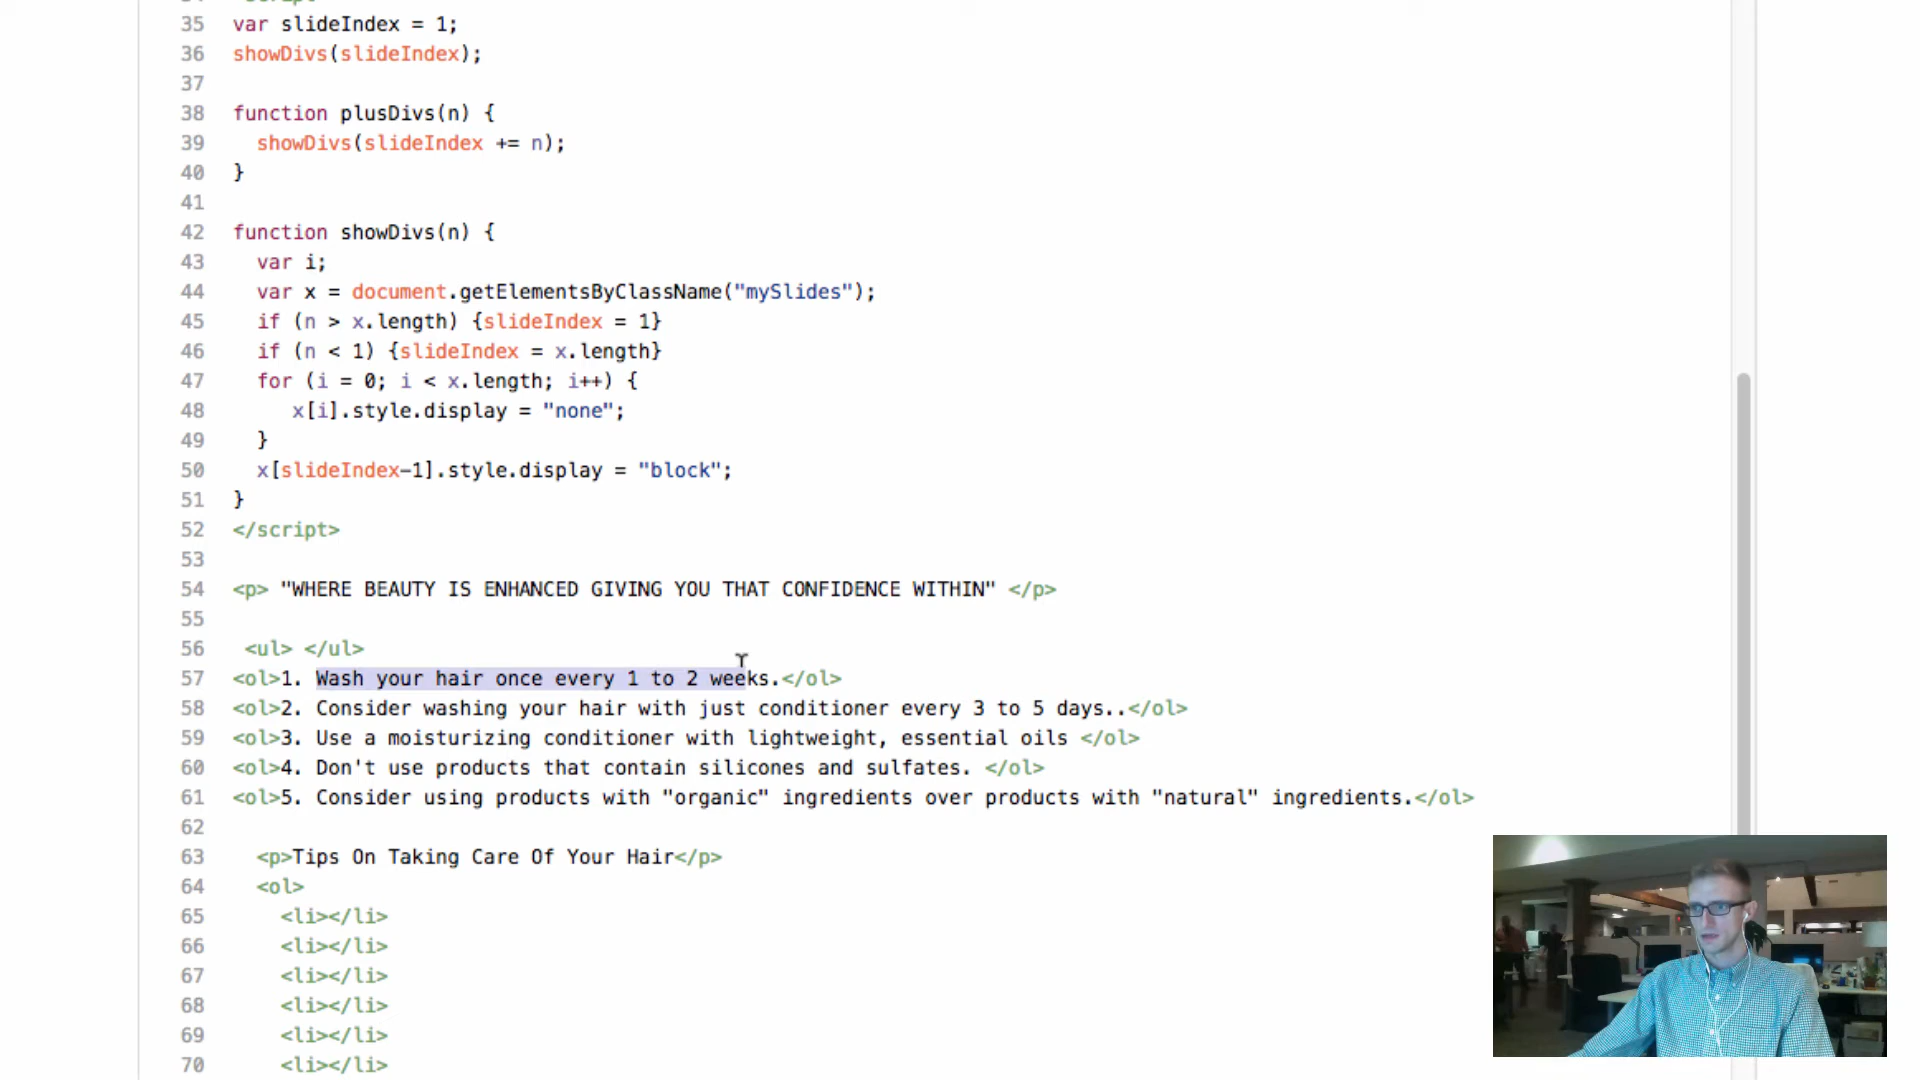 35 var slideIndex = 1;
36 showDivs(slideIndex);
37
38 function plusDivs(n) {
39 showDivs(slideIndex += n);
40 }
41
42 function showDivs(n) {
43 var i;
44 var x = document.getElementsByClassName("mySlides");
45 if (n > x.length) {slideIndex = 1}
46 if (n < 1) {slideIndex = x.length}
47 for (i = 0; i < x.length; i++) {
48 x[i].style.display = "none";
49 }
50 x[slideIndex-1].style.display = "block";
51 }
52 </script>
53
54 <p> "WHERE BEAUTY IS ENHANCED GIVING YOU THAT CONFIDENCE WITHIN" </p>
55
56 <ul> </ul>
57 <ol>1. Wash your hair once every 1 to 2 weeks.</ol>
58 <ol>2. Consider washing your hair with just conditioner every 3 to 5 days..</ol>
59 <ol>3. Use a moisturizing conditioner with lightweight, essential oils </ol>
60 <ol>4. Don't use products that contain silicones and sulfates. </ol>
61 <ol>5. Consider using products with "organic" ingredients over products with "natural" ingredients.</ol>
62
63 <p>Tips On Taking Care Of Your Hair</p>
64 <ol>
65 <li></li>
66 <li></li>
67 <li></li>
68 <li></li>
69 <li></li>
70 <li></li>